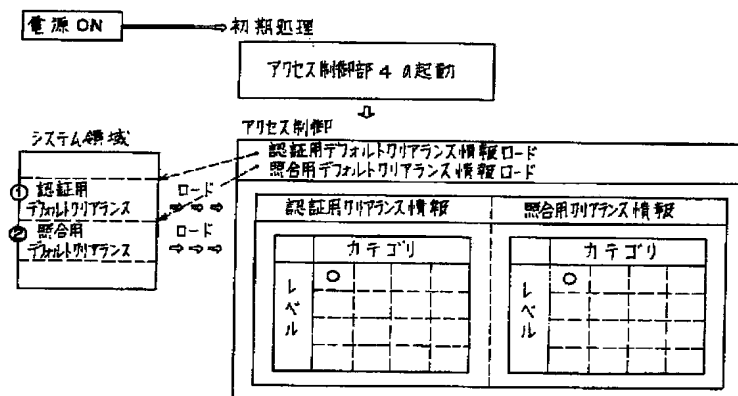 電源ON
初期処理
アクセス制御部4a起動
アクセス制御
システム領域
認証用デフォルトクリアランス情報ロード
照合用デフォルトクリアランス情報ロード
① 認証用
デフォルトクリアランス
ロード
② 照合用
デフォルトクリアランス
ロード
認証用クリアランス情報
照合用クリアランス情報
カテゴリ
レベル
カテゴリ
レベル